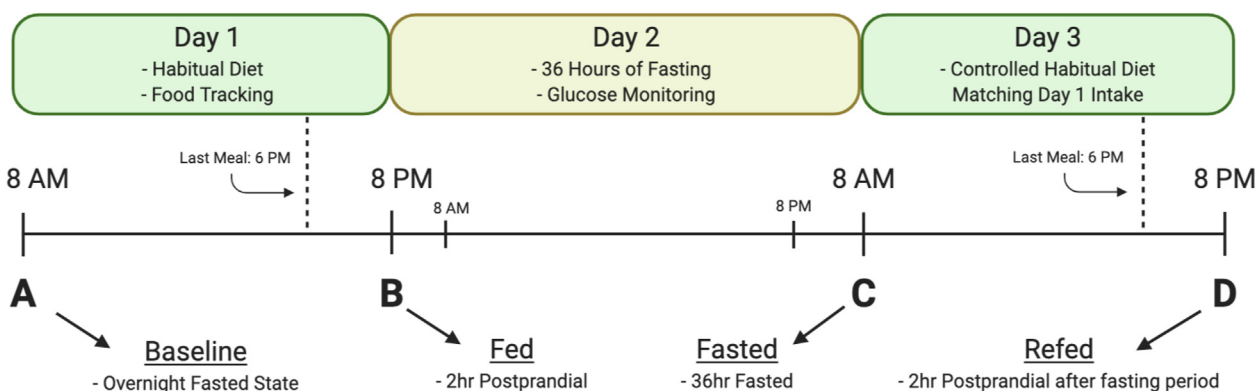 Day 1
- Habitual Diet
- Food Tracking
Day 2
- 36 Hours of Fasting
- Glucose Monitoring
Day 3
- Controlled Habitual Diet
Matching Day 1 Intake
Last Meal: 6 PM
Last Meal: 6 PM
8 AM
8 PM
8 AM
8 PM
8 AM
8 PM
A
B
C
D
Baseline
- Overnight Fasted State
Fed
- 2hr Postprandial
Fasted
- 36hr Fasted
Refed
- 2hr Postprandial after fasting period